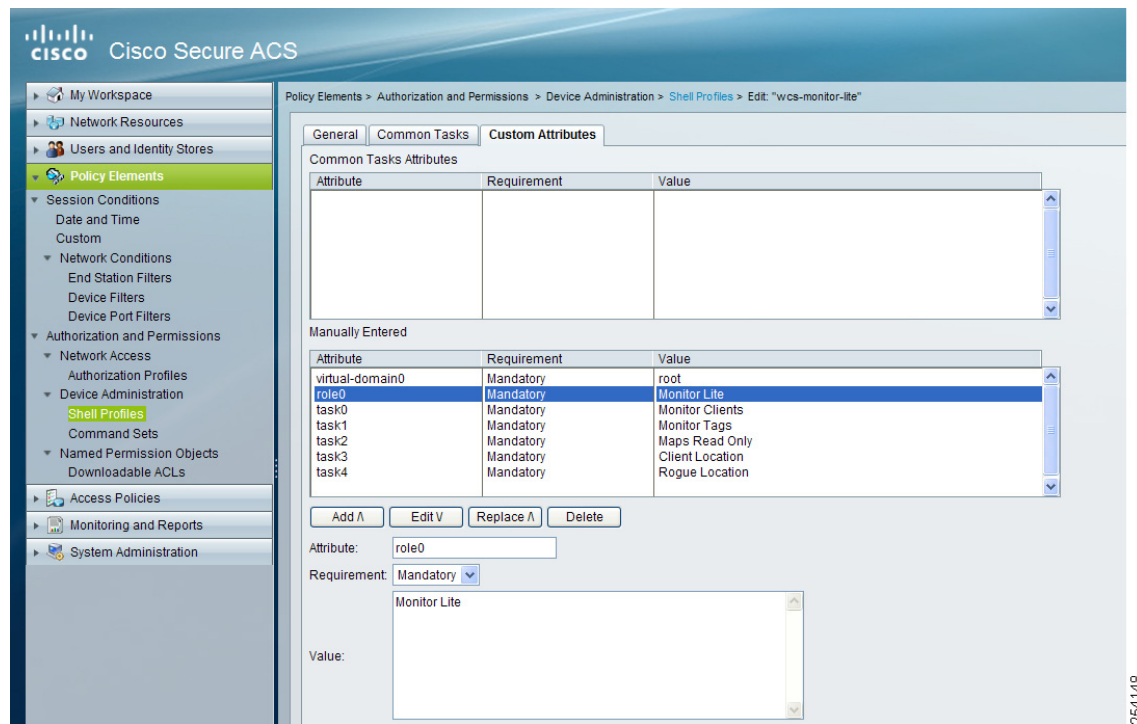 CISCO Cisco Secure ACS
My Workspace
Network Resources
Users and Identity Stores
Policy Elements
Session Conditions
Date and Time
Custom
Network Conditions
End Station Filters
Device Filters
Device Port Filters
Authorization and Permissions
Network Access
Authorization Profiles
Device Administration
Shell Profiles
Command Sets
Named Permission Objects
Downloadable ACLs
Access Policies
Monitoring and Reports
System Administration
Policy Elements > Authorization and Permissions > Device Administration > Shell Profiles > Edit: "wcs-monitor-lite"
General Common Tasks Custom Attributes
Common Tasks Attributes
Attribute Requirement Value
Manually Entered
Attribute Requirement Value
virtual-domain0 Mandatory root
role0 Mandatory Monitor Lite
task0 Mandatory Monitor Clients
task1 Mandatory Monitor Tags
task2 Mandatory Maps Read Only
task3 Mandatory Client Location
task4 Mandatory Rogue Location
Add /\ Edit \/ Replace /\ Delete
Attribute: role0
Requirement: Mandatory
Value: Monitor Lite
254148